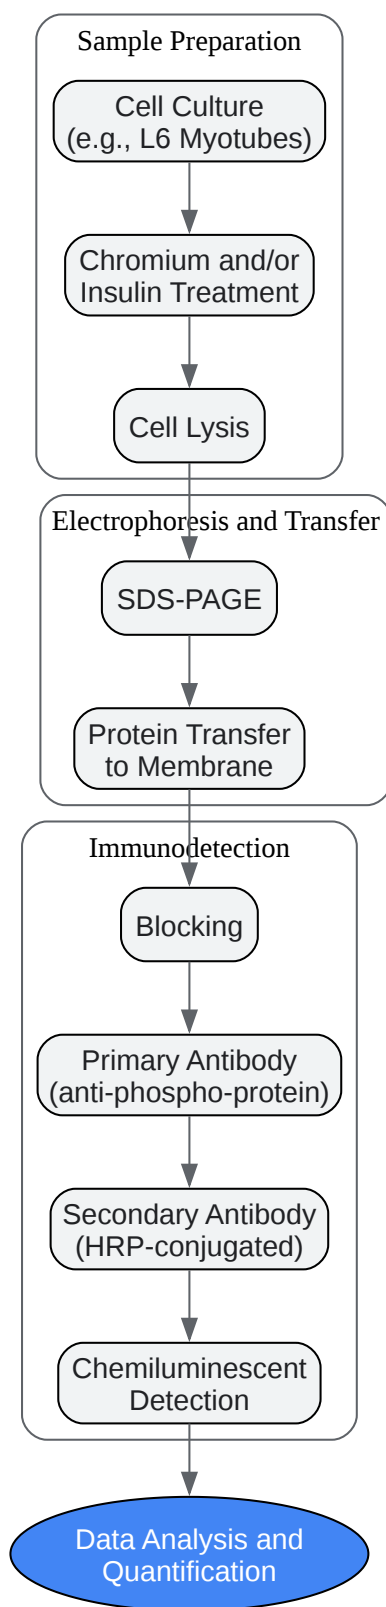 Sample Preparation
Cell Culture
(e.g., L6 Myotubes)
Chromium and/or
Insulin Treatment
Cell Lysis
Electrophoresis and Transfer
SDS-PAGE
Protein Transfer
to Membrane
Immunodetection
Blocking
Primary Antibody
(anti-phospho-protein)
Secondary Antibody
(HRP-conjugated)
Chemiluminescent
Detection
Data Analysis and
Quantification